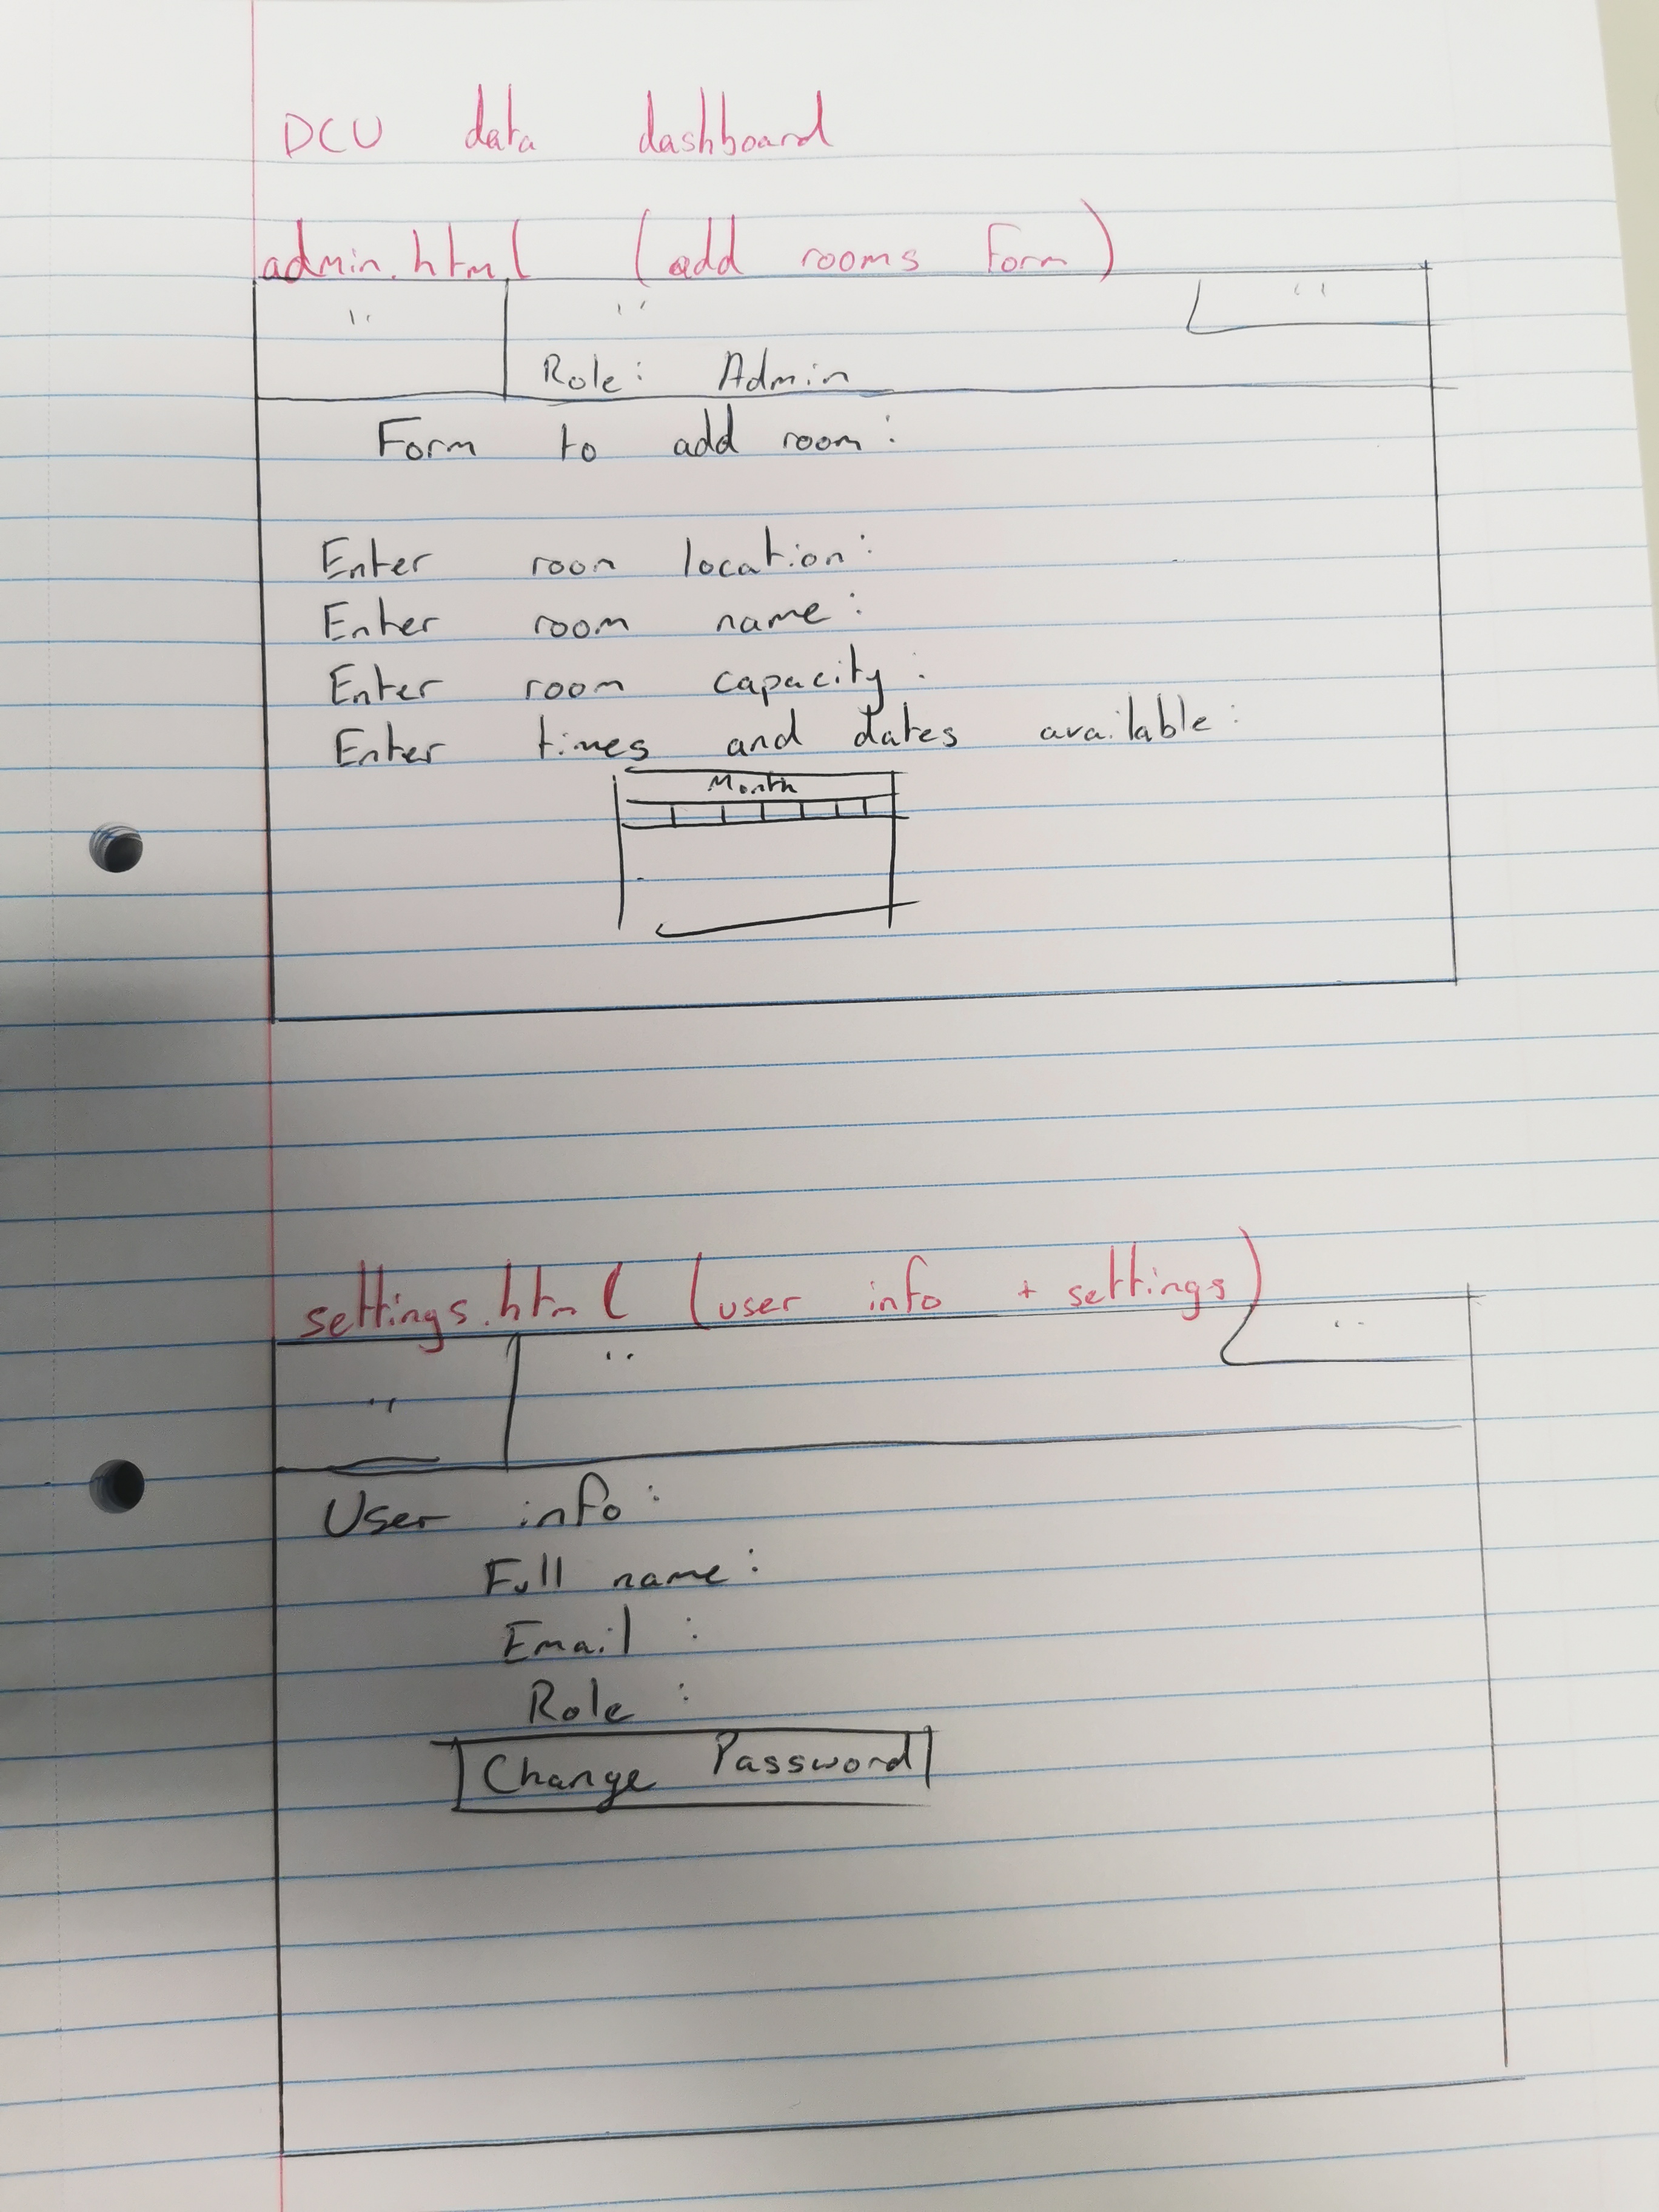 DCU data dashboard
admin.html (add rooms form)
" " "
Role: Admin
Form to add room:
Enter room location:
Enter room name:
Enter room capacity:
Enter times and dates available:
Month
settings.html (user info + settings)
" " "
User info:
Full name:
Email :
Role :
Change Password